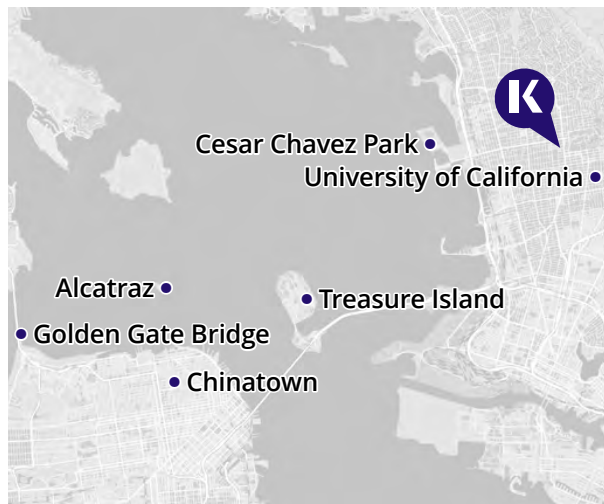 K
Cesar Chavez Park
University of California
Alcatraz
Treasure Island
Golden Gate Bridge
Chinatown